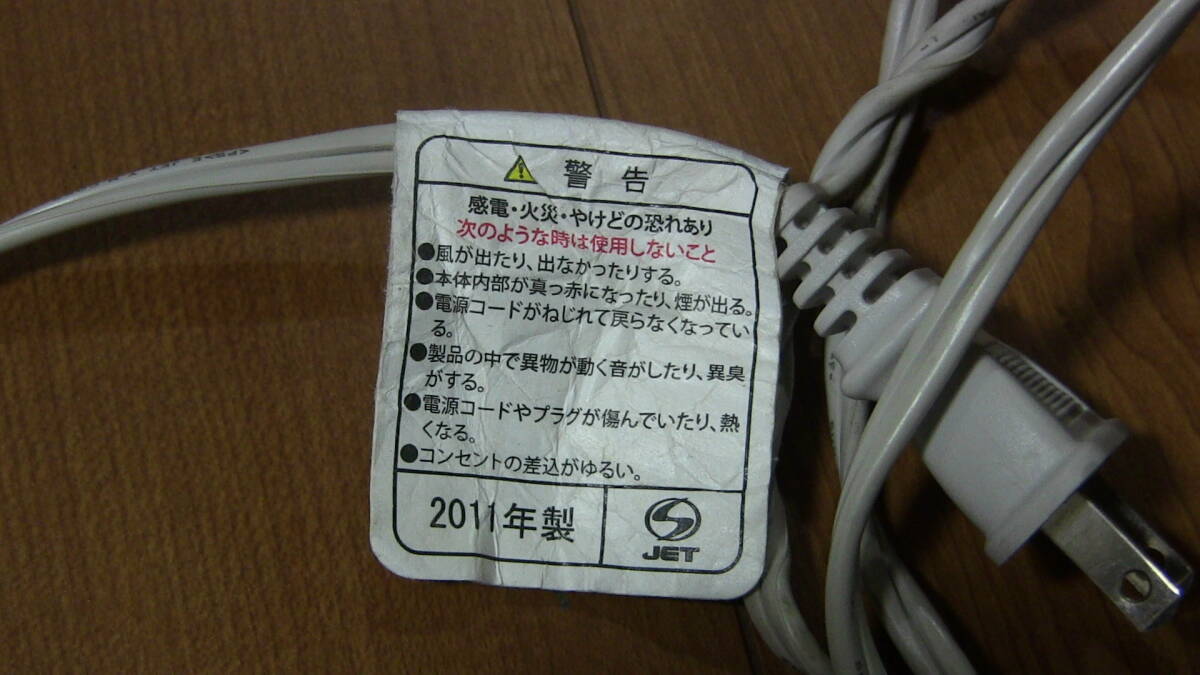 警告
感電・火災・やけどの恐れあり
次のような時は使用しないこと
●風が出たり、出なかったりする。
●本体内部が真っ赤になったり、煙が出る。
●電源コードがねじれて戻らなくなってい
る。
●製品の中で異物が動く音がしたり、異臭
がする。
●電源コードやプラグが傷んでいたり、熱
くなる。
●コンセントの差込がゆるい。
2011年製
JET